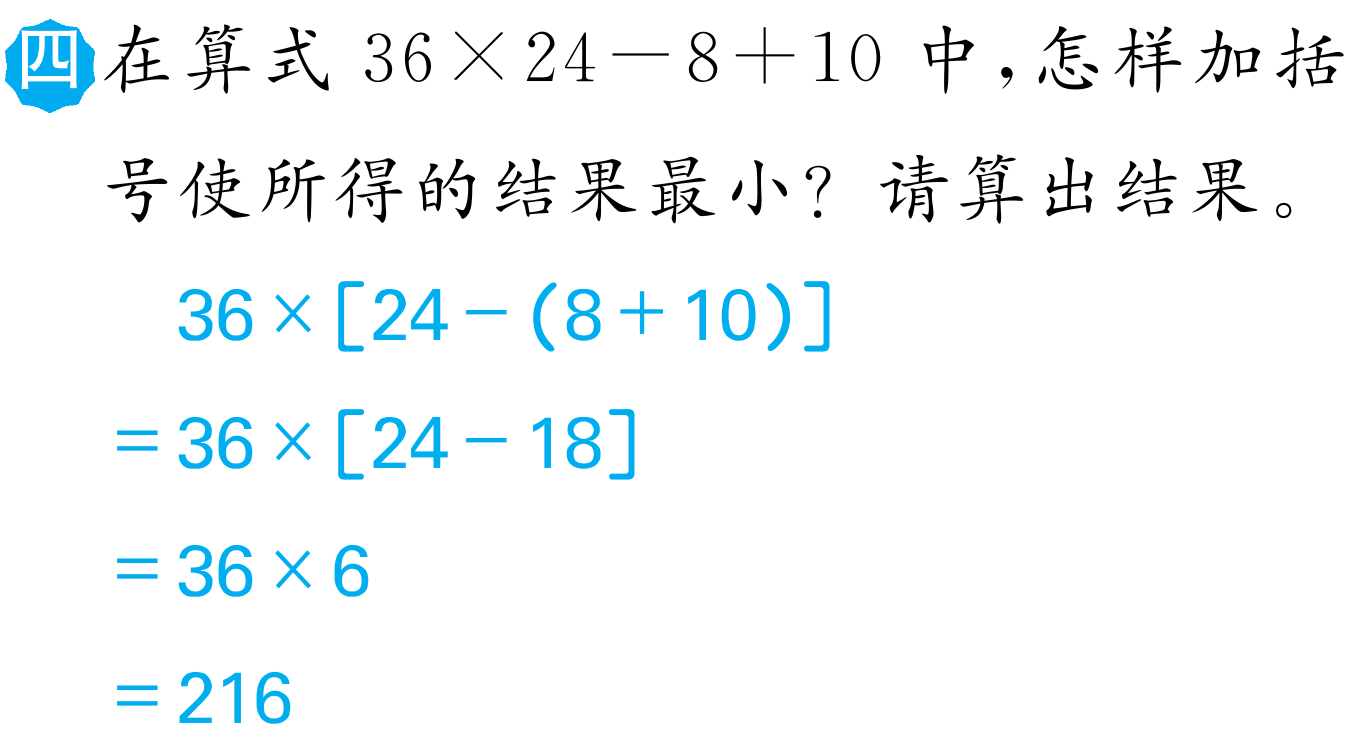 四 在算式 36×24-8+10 中,怎样加括
号使所得的结果最小? 请算出结果。
36×[24-(8+10)]
=36×[24-18]
=36×6
=216